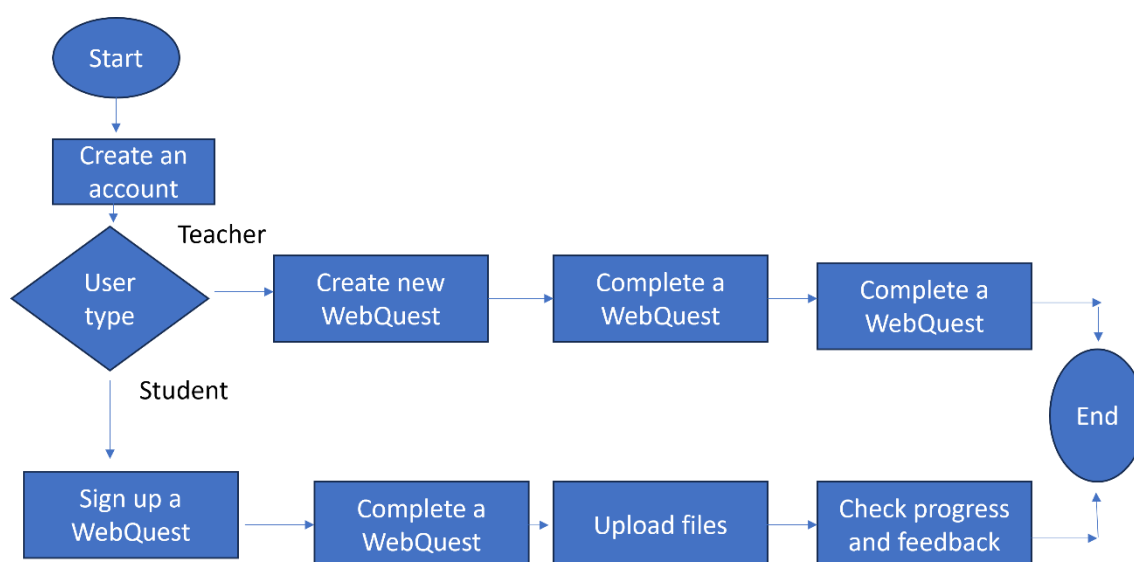 Start
Create an
account
Teacher
User
type
Create new
WebQuest
Complete a
WebQuest
Complete a
WebQuest
Student
End
Sign up a
WebQuest
Complete a
WebQuest
Upload files
Check progress
and feedback